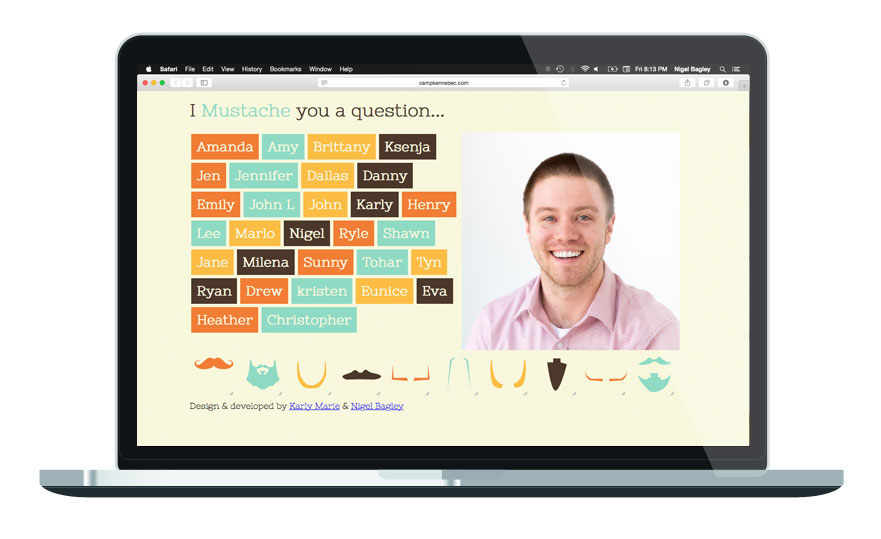 Safari File Edit View History Bookmarks Window Help Fri 8:13 PM Nigel Bagley
campkennebec.com
I Mustache you a question...
Amanda Amy Brittany Ksenja
Jen Jennifer Dallas Danny
Emily John L John Karly Henry
Lee Marlo Nigel Ryle Shawn
Jane Milena Sunny Tohar Tyn
Ryan Drew kristen Eunice Eva
Heather Christopher
Design & developed by Karly Marie & Nigel Bagley